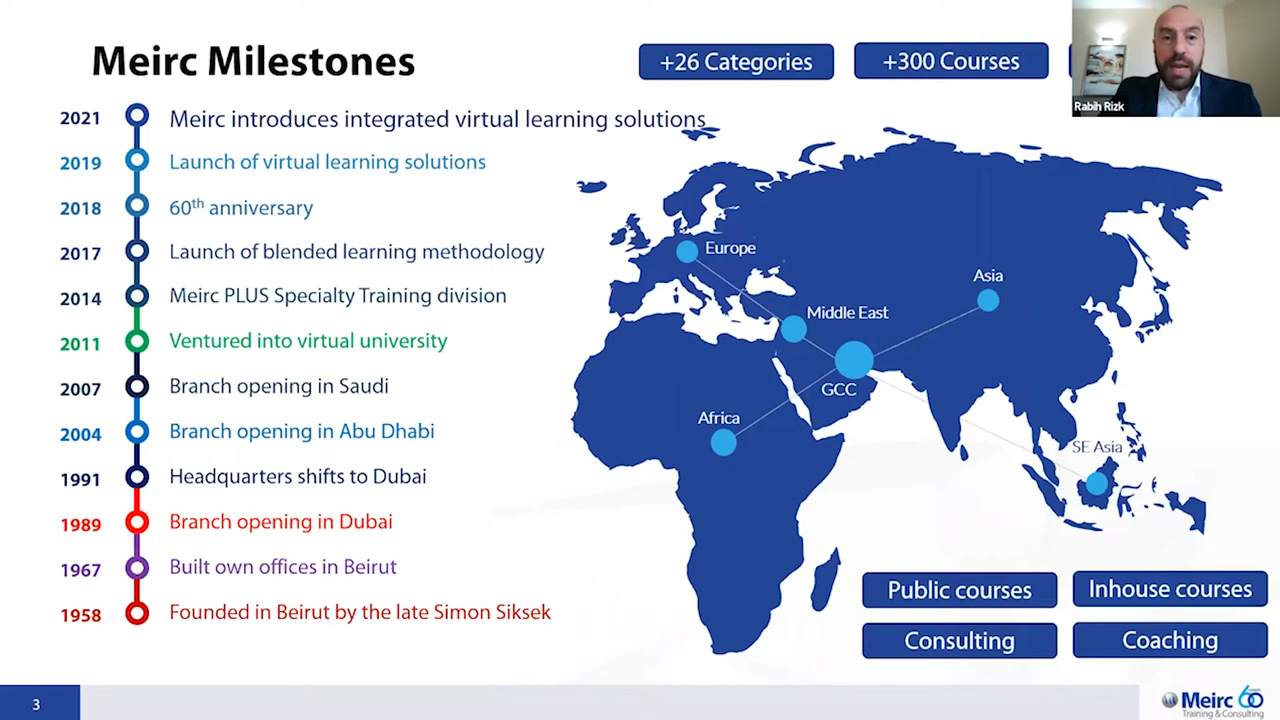 Meirc Milestones
+26 Categories
+300 Courses
Rabih Rizk
2021 Meirc introduces integrated virtual learning solutions
2019 Launch of virtual learning solutions
2018 60th anniversary
2017 Launch of blended learning methodology
2014 Meirc PLUS Specialty Training division
2011 Ventured into virtual university
2007 Branch opening in Saudi
2004 Branch opening in Abu Dhabi
1991 Headquarters shifts to Dubai
1989 Branch opening in Dubai
1967 Built own offices in Beirut
1958 Founded in Beirut by the late Simon Siksek
Europe
Asia
Middle East
GCC
Africa
SE Asia
Public courses
Inhouse courses
Consulting
Coaching
3
Meirc 60
Training & Consulting